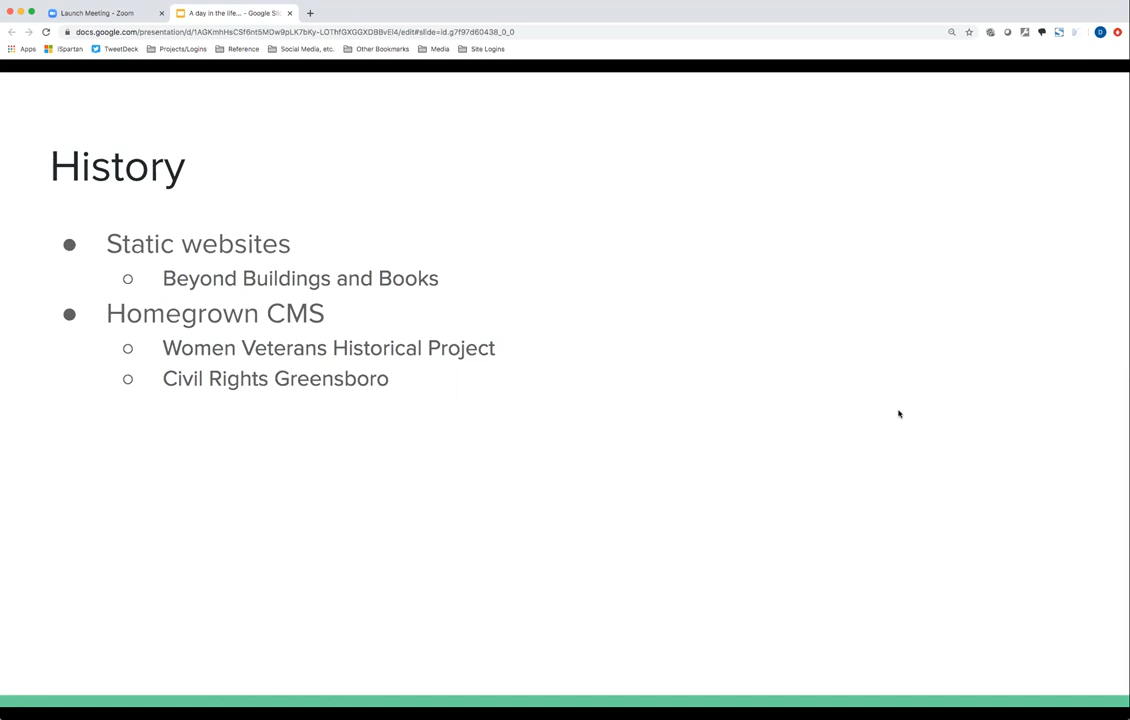 Launch Meeting - Zoom
A day in the life... - Google Slid
docs.google.com/presentation/d/1AGKmhHsCSf6nt5MDw9pLK7bKy-LOThfGXGGXDBBvEl4/edit#slide=id.g7f97d60438_0_0
Apps
iSpartan
TweetDeck
Projects/Logins
Reference
Social Media, etc.
Other Bookmarks
Media
Site Logins
D
History
Static websites
Beyond Buildings and Books
Homegrown CMS
Women Veterans Historical Project
Civil Rights Greensboro